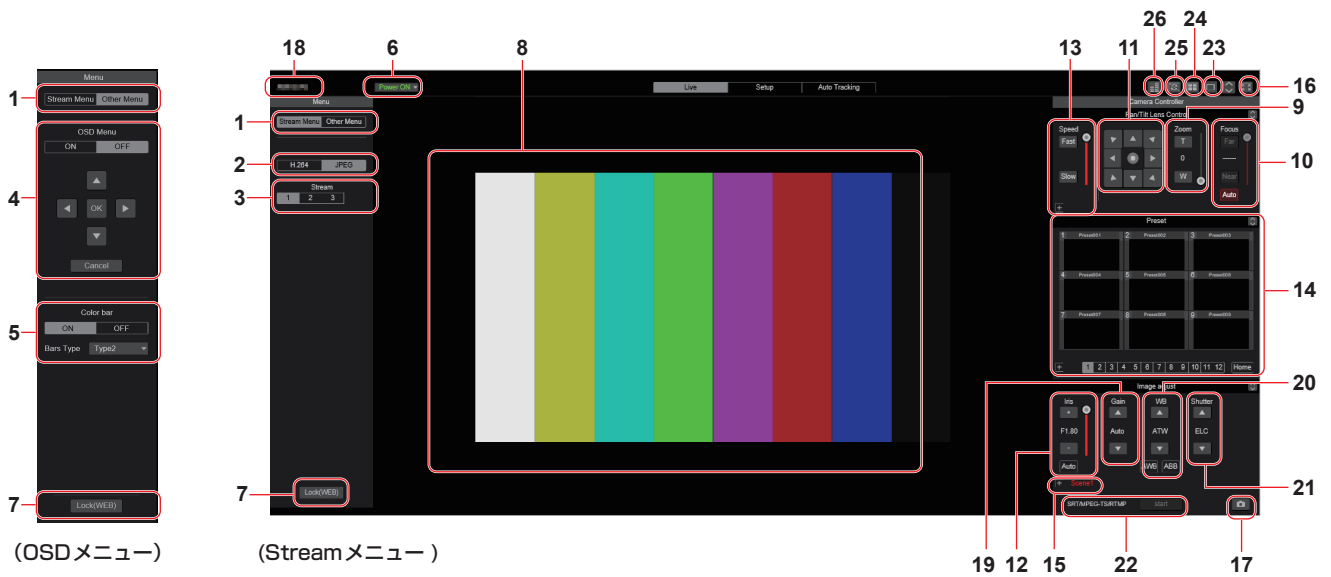 26 24
18 6 8 13 11 25 23
16
9
10
14
20
21
19 12 15 22 17
Menu
1
Stream Menu Other Menu
OSD Menu
ON OFF
4
OK
Cancel
Color bar
5
ON OFF
Bars Type Type2
7
Lock(WEB)
(OSDメニュー)
Power ON
Live Setup Auto Tracking
Menu
1
Stream Menu Other Menu
2
H.264 JPEG
Stream
3
1 2 3
7
Lock(WEB)
(Streamメニュー )
Camera Controller
Pan/Tilt Lens Control
Speed Zoom Focus
Fast T Far
0
Slow W Near
Auto
+
Preset
1 Preset001 2 Preset002 3 Preset003
4 Preset004 5 Preset005 6 Preset006
7 Preset007 8 Preset008 9 Preset009
+ 1 2 3 4 5 6 7 8 9 10 11 12 Home
Image adjust
Iris Gain WB Shutter
+
F1.80 Auto ATW ELC
-
Auto AWB ABB
+ Scene1
SRT/MPEG-TS/RTMP start